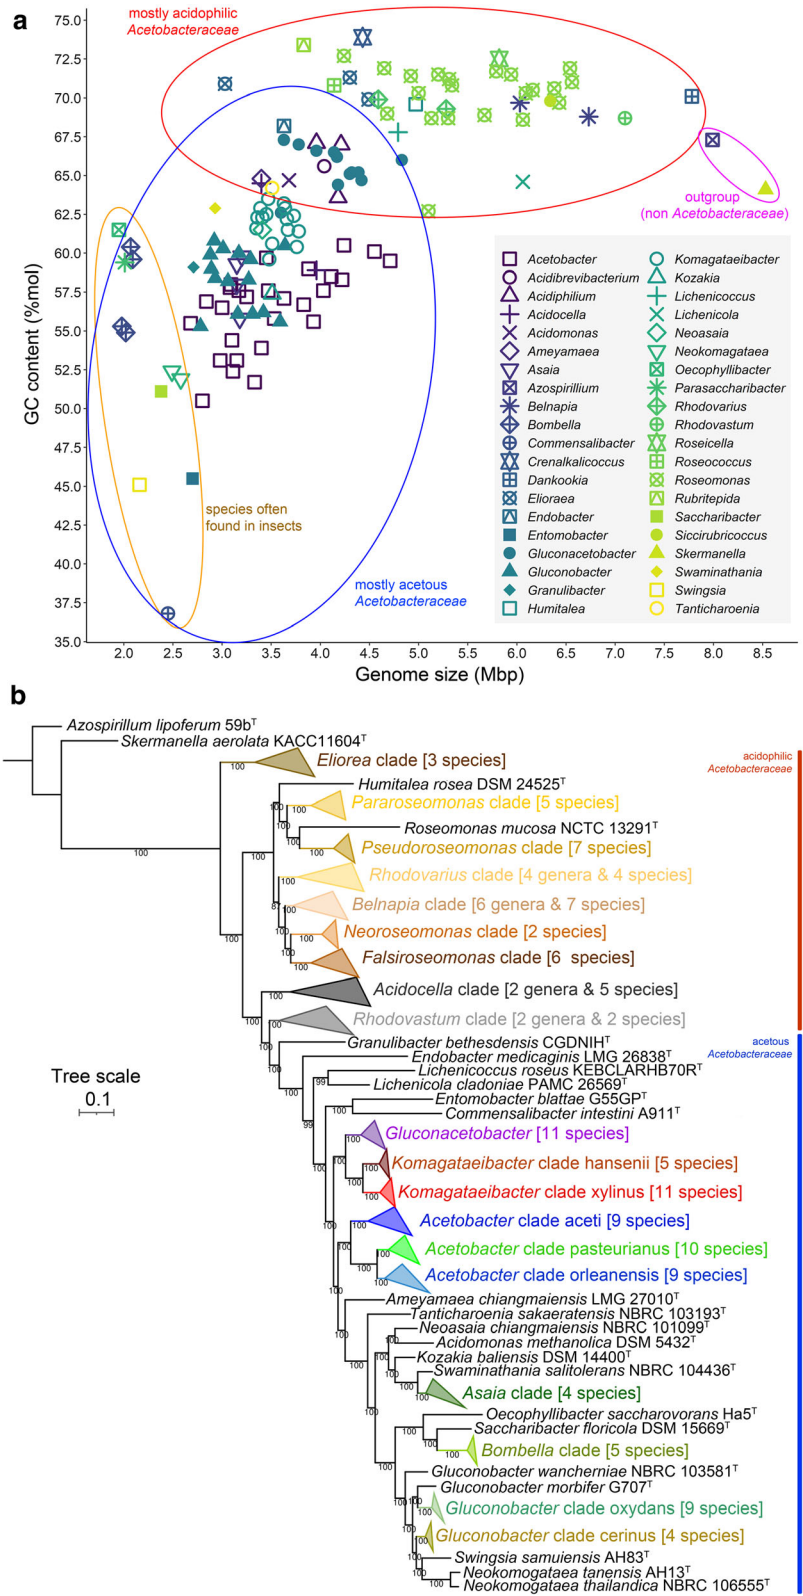 a
mostly acidophilic
Acetobacteraceae
GC content (%mol)
75.0
72.5
70.0
67.5
65.0
62.5
60.0
57.5
55.0
52.5
50.0
47.5
45.0
42.5
40.0
37.5
35.0
outgroup
(non Acetobacteraceae)
species often
found in insects
mostly acetous
Acetobacteraceae
Acetobacter
Acidibrevibacterium
Acidiphilium
Acidocella
Acidomonas
Ameyamaea
Asaia
Azospirillum
Belnapia
Bombella
Commensalibacter
Crenalkalicoccus
Dankookia
Elioraea
Endobacter
Entomobacter
Gluconacetobacter
Gluconobacter
Granulibacter
Humitalea
Komagataeibacter
Kozakia
Lichenicoccus
Lichenicola
Neoasaia
Neokomagataea
Oecophyllibacter
Parasaccharibacter
Rhodovarius
Rhodovastum
Roseicella
Roseococcus
Roseomonas
Rubritepida
Saccharibacter
Siccirubricoccus
Skermanella
Swaminathania
Swingsia
Tanticharoenia
2.0 2.5 3.0 3.5 4.0 4.5 5.0 5.5 6.0 6.5 7.0 7.5 8.0 8.5
Genome size (Mbp)
b
Azospirillum lipoferum 59bT
Skermanella aerolata KACC11604T
acidophilic
Acetobacteraceae
Eliorea clade [3 species]
Humitalea rosea DSM 24525T
Pararoseomonas clade [5 species]
Roseomonas mucosa NCTC 13291T
Pseudoroseomonas clade [7 species]
Rhodovarius clade [4 genera & 4 species]
Belnapia clade [6 genera & 7 species]
Neoroseomonas clade [2 species]
Falsiroseomonas clade [6 species]
Acidocella clade [2 genera & 5 species]
Rhodovastum clade [2 genera & 2 species]
acetous
Acetobacteraceae
Granulibacter bethesdensis CGDNIHT
Endobacter medicaginis LMG 26838T
Lichenicoccus roseus KEBCLARHB70RT
Lichenicola cladoniae PAMC 26569T
Tree scale
0.1
Entomobacter blattae G55GPT
Commensalibacter intestini A911T
Gluconacetobacter [11 species]
Komagataeibacter clade hansenii [5 species]
Komagataeibacter clade xylinus [11 species]
Acetobacter clade aceti [9 species]
Acetobacter clade pasteurianus [10 species]
Acetobacter clade orleanensis [9 species]
Ameyamaea chiangmaiensis LMG 27010T
Tanticharoenia sakaeratensis NBRC 103193T
Neoasaia chiangmaiensis NBRC 101099T
Acidomonas methanolica DSM 5432T
Kozakia baliensis DSM 14400T
Swaminathania salitolerans NBRC 104436T
Asaia clade [4 species]
Oecophyllibacter saccharovorans Ha5T
Saccharibacter floricola DSM 15669T
Bombella clade [5 species]
Gluconobacter wancherniae NBRC 103581T
Gluconobacter morbifer G707T
Gluconobacter clade oxydans [9 species]
Gluconobacter clade cerinus [4 species]
Swingsia samuiensis AH83T
Neokomogataea tanensis AH13T
Neokomogataea thailandica NBRC 106555T